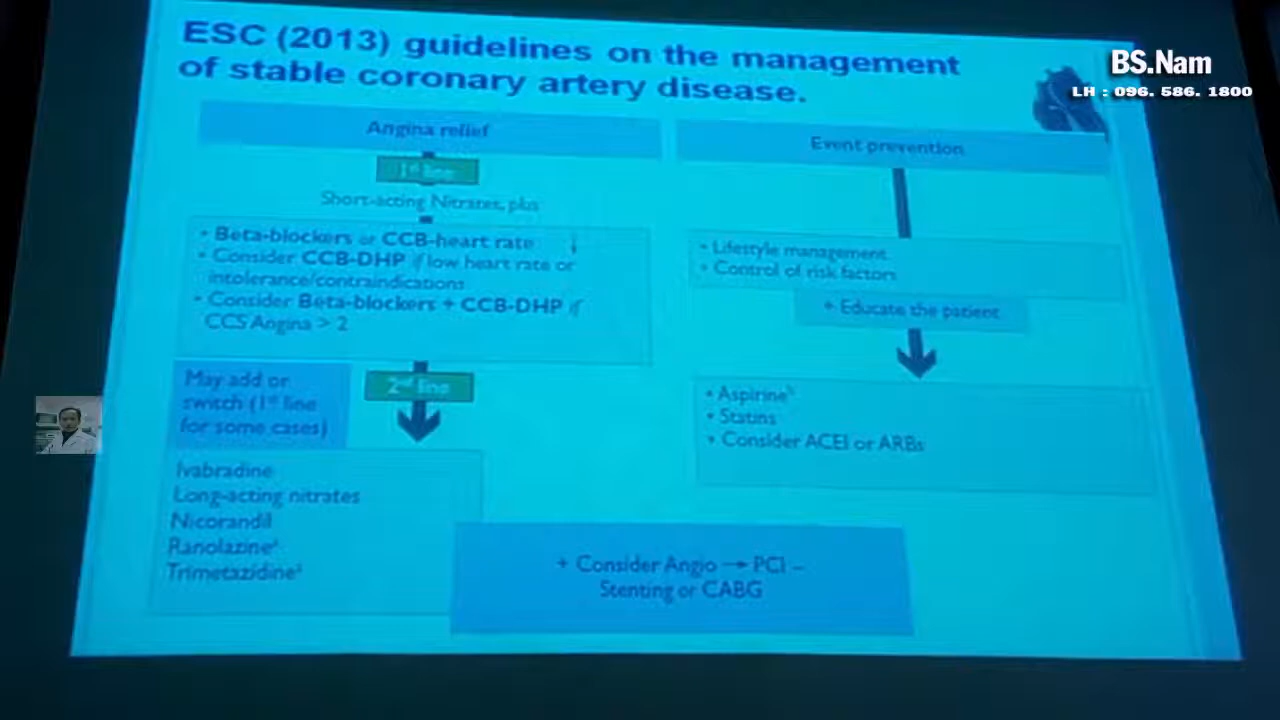 ESC (2013) guidelines on the management
of stable coronary artery disease.
BS.Nam
LH : 096. 586. 1800
Angina relief
1st line
Short-acting Nitrates, plus
• Beta-blockers or CCB-heart rate ↓
• Consider CCB-DHP if low heart rate or
intolerance/contraindications
• Consider Beta-blockers + CCB-DHP if
CCS Angina > 2
May add or
switch (1st line
for some cases)
2nd line
Ivabradine
Long-acting nitrates
Nicorandil
Ranolazine
Trimetazidine
Event prevention
• Lifestyle management
• Control of risk factors
+ Educate the patient
• Aspirine
• Statins
• Consider ACEI or ARBs
+ Consider Angio → PCI –
Stenting or CABG